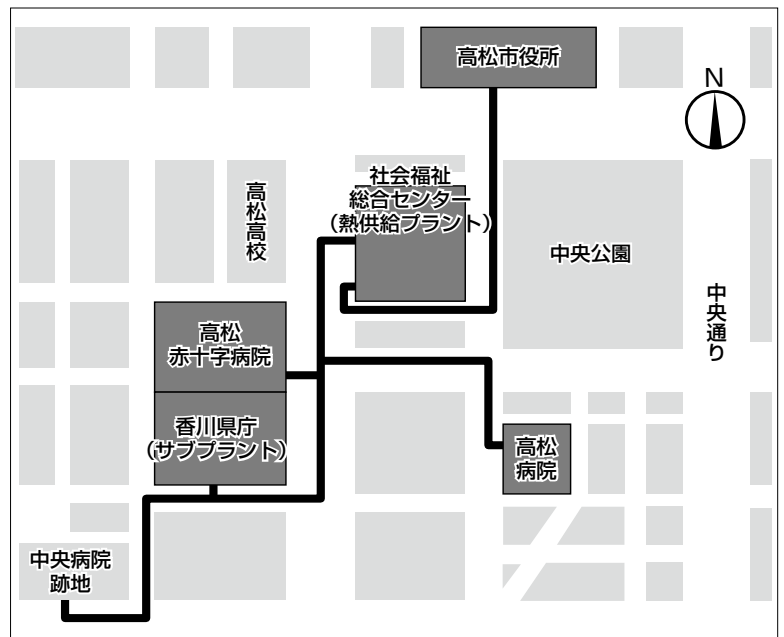 高松市役所
N
社会福祉
総合センター
（熱供給プラント）
高松高校
中央公園
中央通り
高松
赤十字病院
香川県庁
（サブプラント）
高松
病院
中央病院
跡地